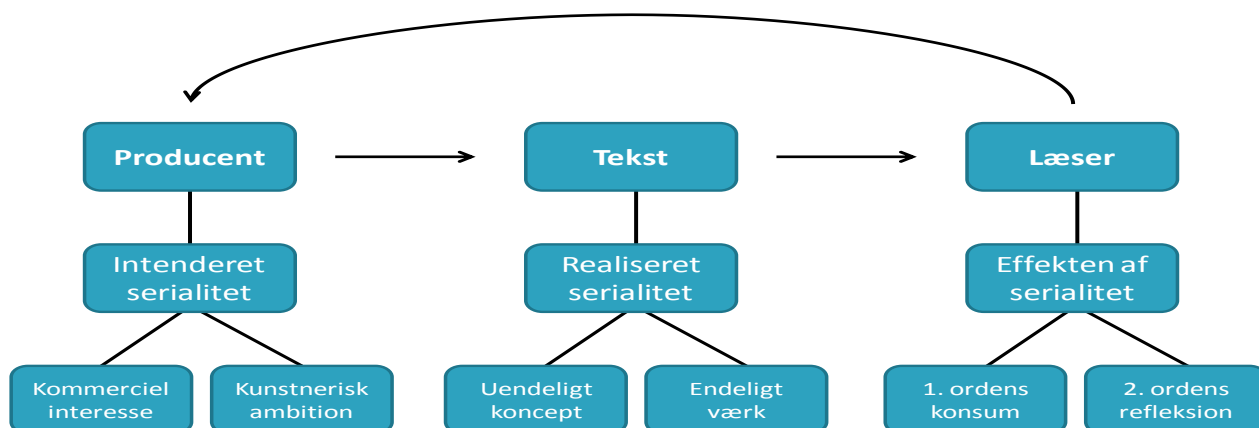 Producent
Tekst
Læser
Intenderet
serialitet
Realiseret
serialitet
Effekten af
serialitet
Kommerciel
interesse
Kunstnerisk
ambition
Uendeligt
koncept
Endeligt
værk
1. ordens
konsum
2. ordens
refleksion